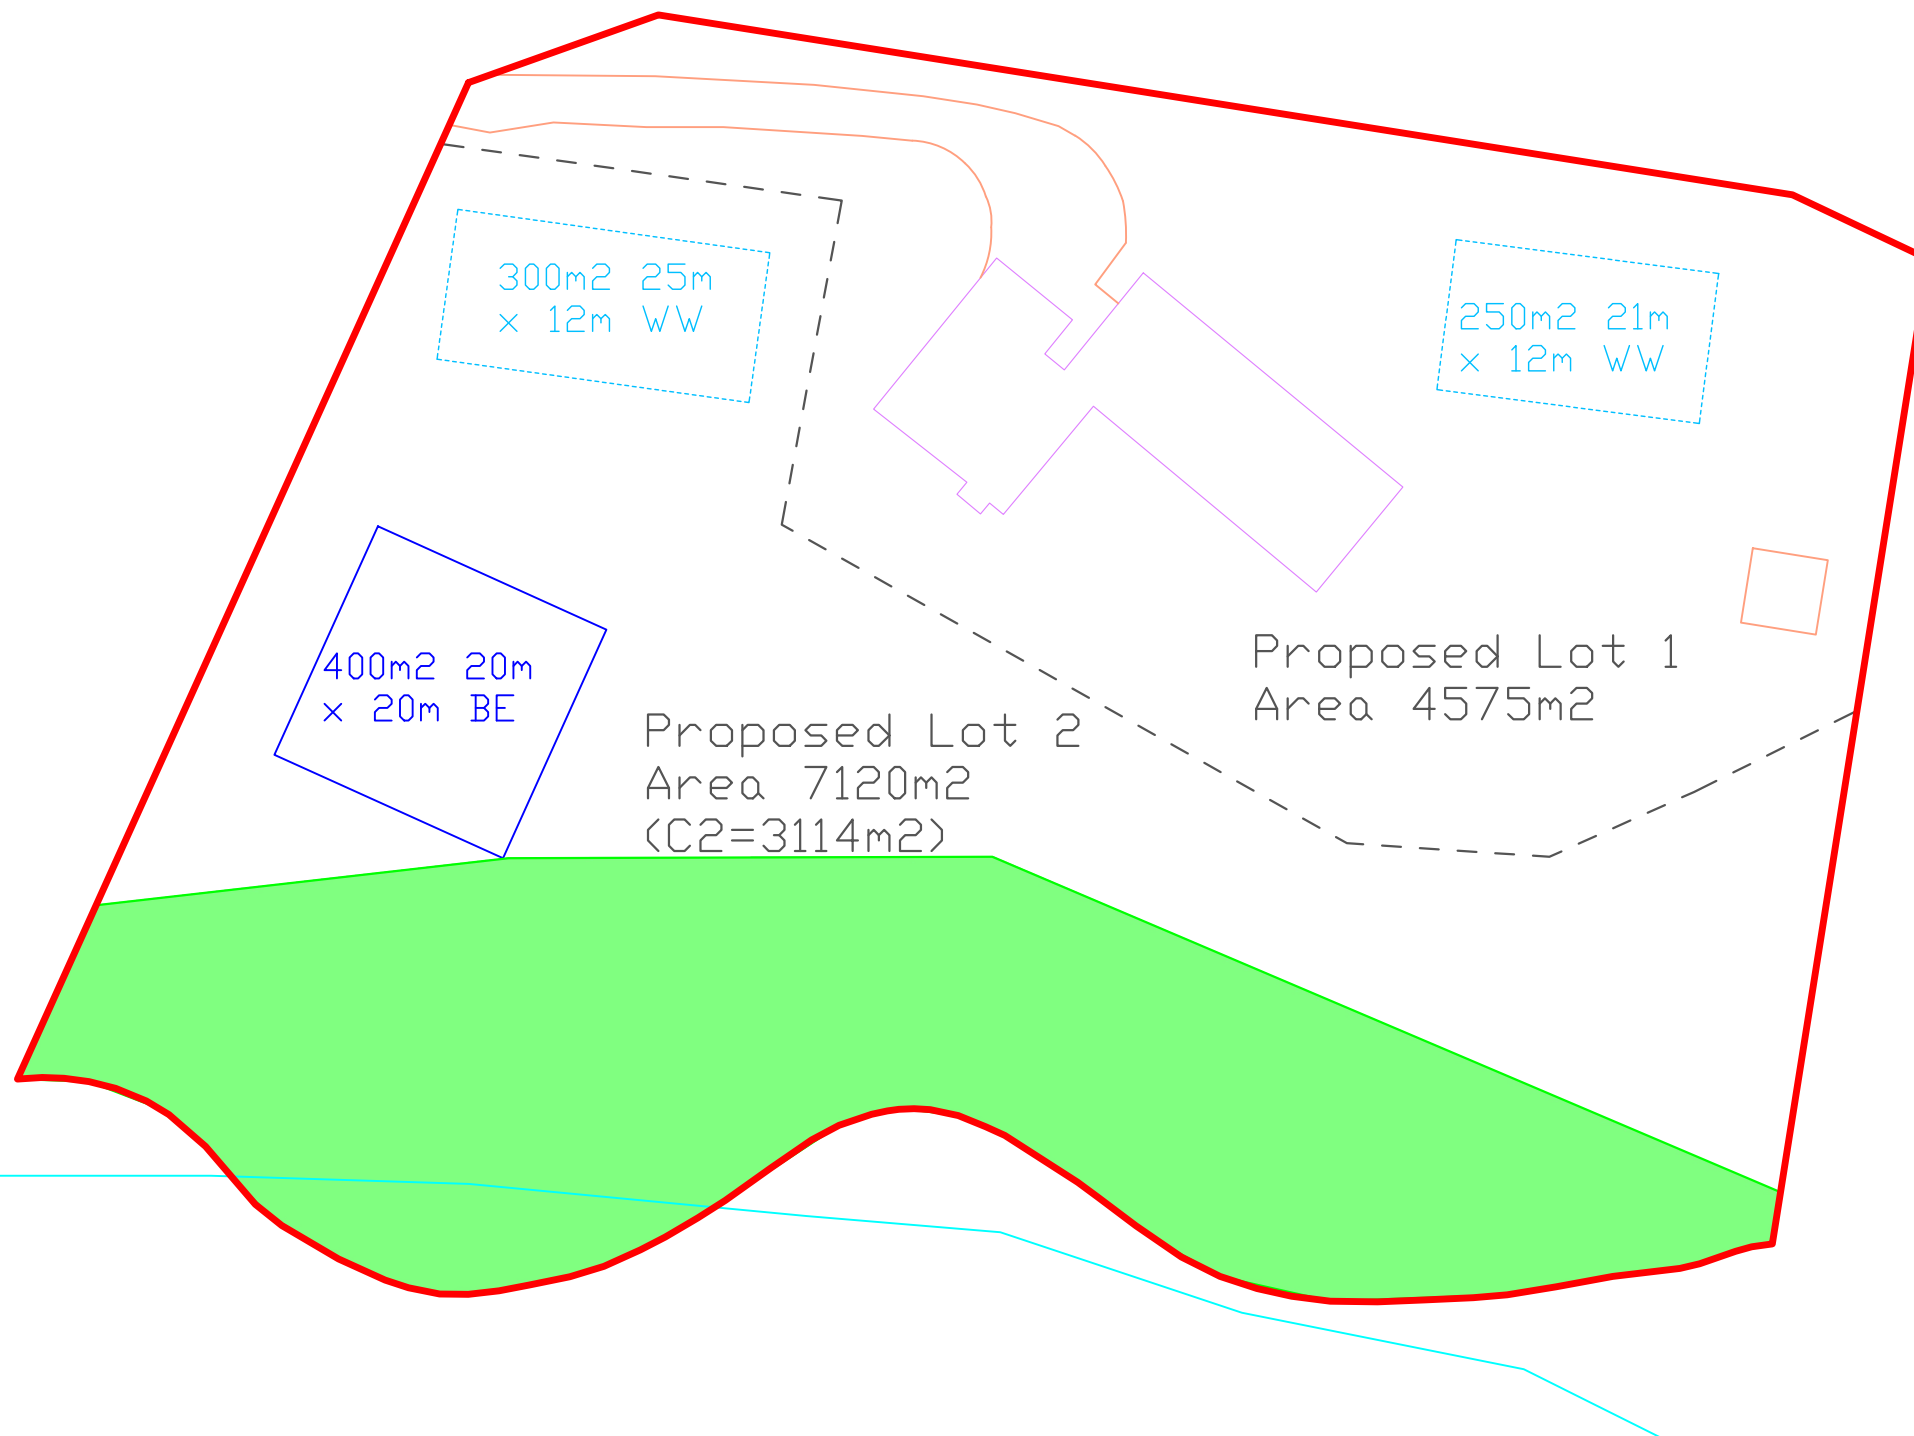 300m2 25m
x 12m WW
250m2 21m
x 12m WW
400m2 20m
x 20m BE
Proposed Lot 1
Area 4575m2
Proposed Lot 2
Area 7120m2
(C2=3114m2)